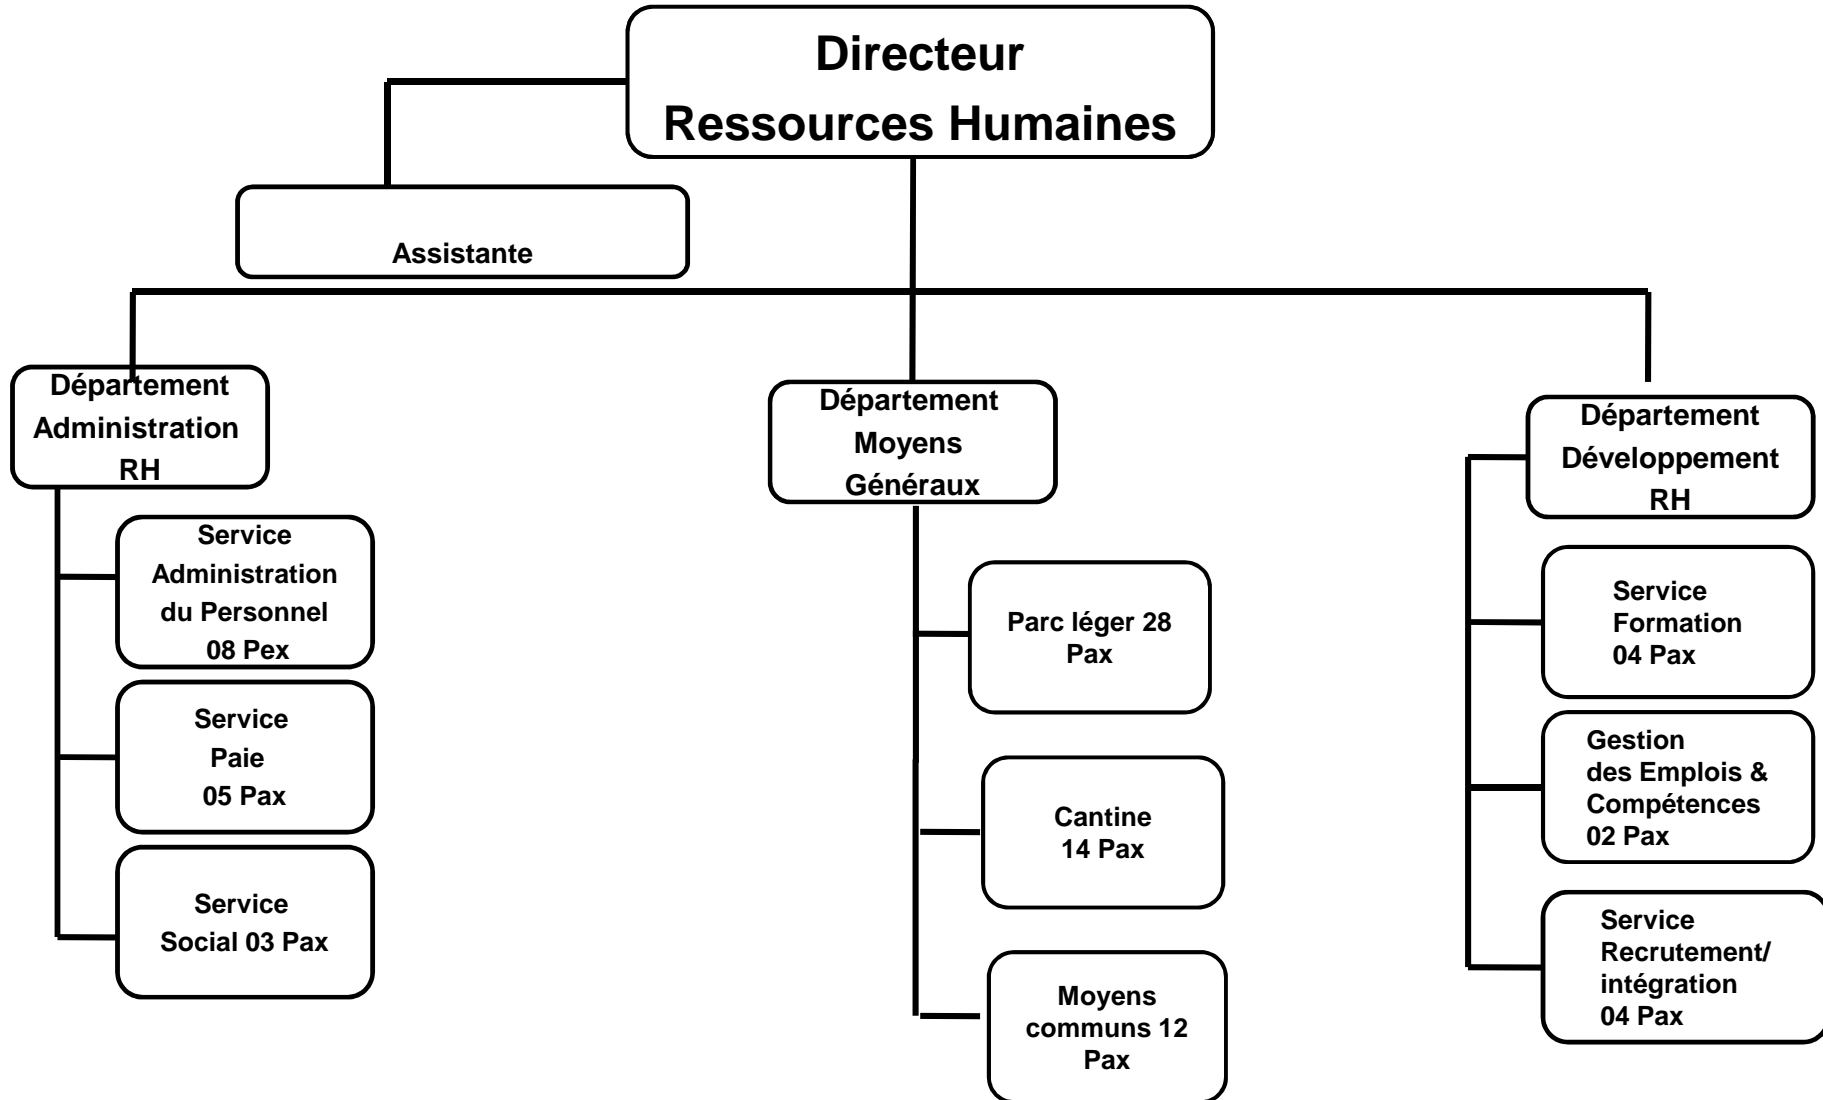 Directeur
Ressources Humaines
Assistante
Département
Administration
RH
Service
Administration
du Personnel
08 Pex
Service
Paie
05 Pax
Service
Social 03 Pax
Département
Moyens
Généraux
Parc léger 28
Pax
Cantine
14 Pax
Moyens
communs 12
Pax
Département
Développement
RH
Service
Formation
04 Pax
Gestion
des Emplois &
Compétences
02 Pax
Service
Recrutement/
intégration
04 Pax